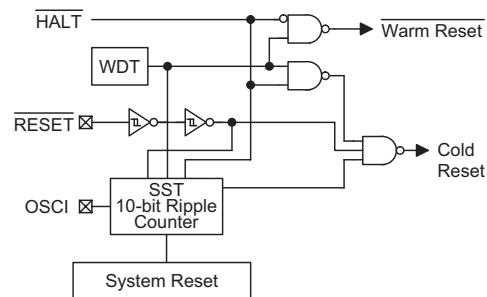 HALT
Warm Reset
WDT
RESET
Cold
Reset
SST
10-bit Ripple
Counter
OSCI
System Reset